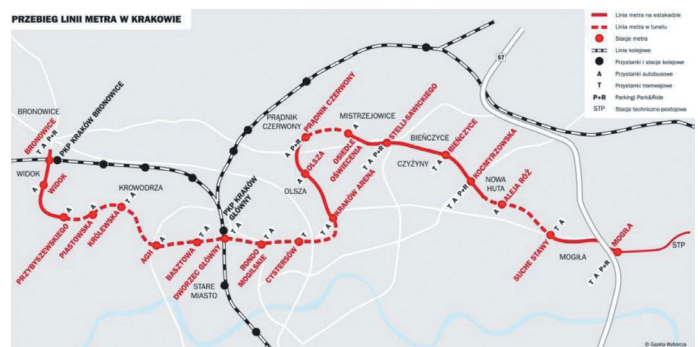 PRZEBIEG LINII METRA W KRAKOWIE
Linia metra na estakadzie
Linia metra w tunelu
Stacje metra
Linie kolejowe
Przystanki i stacje kolejowe
A Przystanki autobusowe
T Przystanki tramwajowe
P+R Parkingi Park&Ride
STP Stacje techniczno-postojowa
S7
BRONOWICE
BRONOWICE
T A P+R
PKP KRAKÓW BRONOWICE
WIDOK
WIDOK
A
PRZYBYSZEWSKIEGO
A
PIASTOWSKA
A
KROWODRZA
KRÓLEWSKA
T A
AGH
A
BASZTOWA
T A
DWORZEC GŁÓWNY
T A
PKP KRAKÓW
GŁÓWNY
STARE
MIASTO
RONDO
MOGILSKIE
T A
CYSTERSÓW
T
KRAKÓW ARENA
T A
OLSZA
OLSZA
A
PRĄDNIK
CZERWONY
PRĄDNIK CZERWONY
A P+R
MISTRZEJOWICE
OSIEDLE
OŚWIECENIA
A
STELLI-SAWICKIEGO
A P+R
BIEŃCZYCE
CZYŻYNY
BIEŃCZYCE
T A
KOCMYRZOWSKA
T A P+R
NOWA
HUTA
ALEJA RÓŻ
A
SUCHE STAWY
T A
MOGIŁA
MOGIŁA
T A P+R
STP
© Gazeta Wyborcza